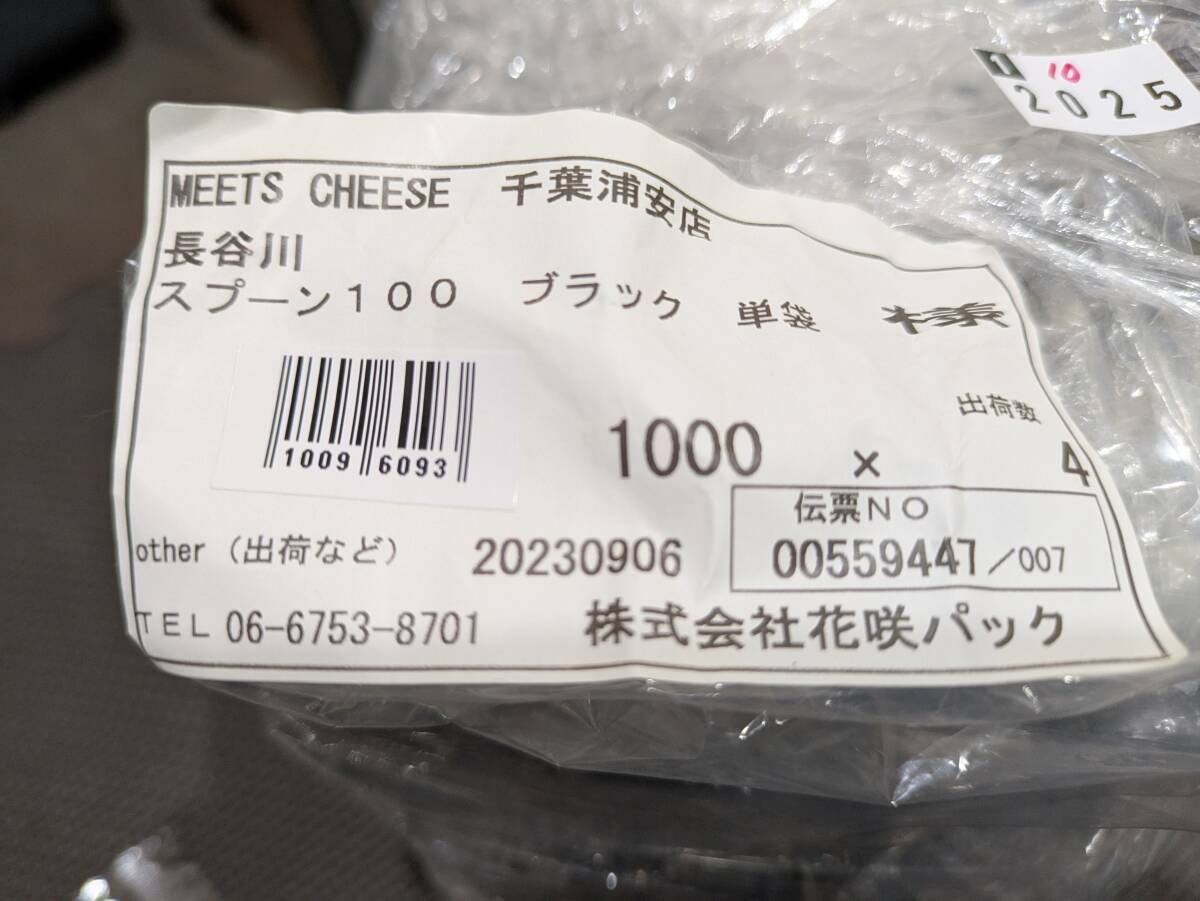 1 10
2025
MEETS CHEESE 千葉浦安店
長谷川
スプーン100 ブラック 単袋
1009 6093
出荷数
1000 × 4
伝票NO
other (出荷など) 20230906 00559447/007
TEL 06-6753-8701 株式会社花咲パック